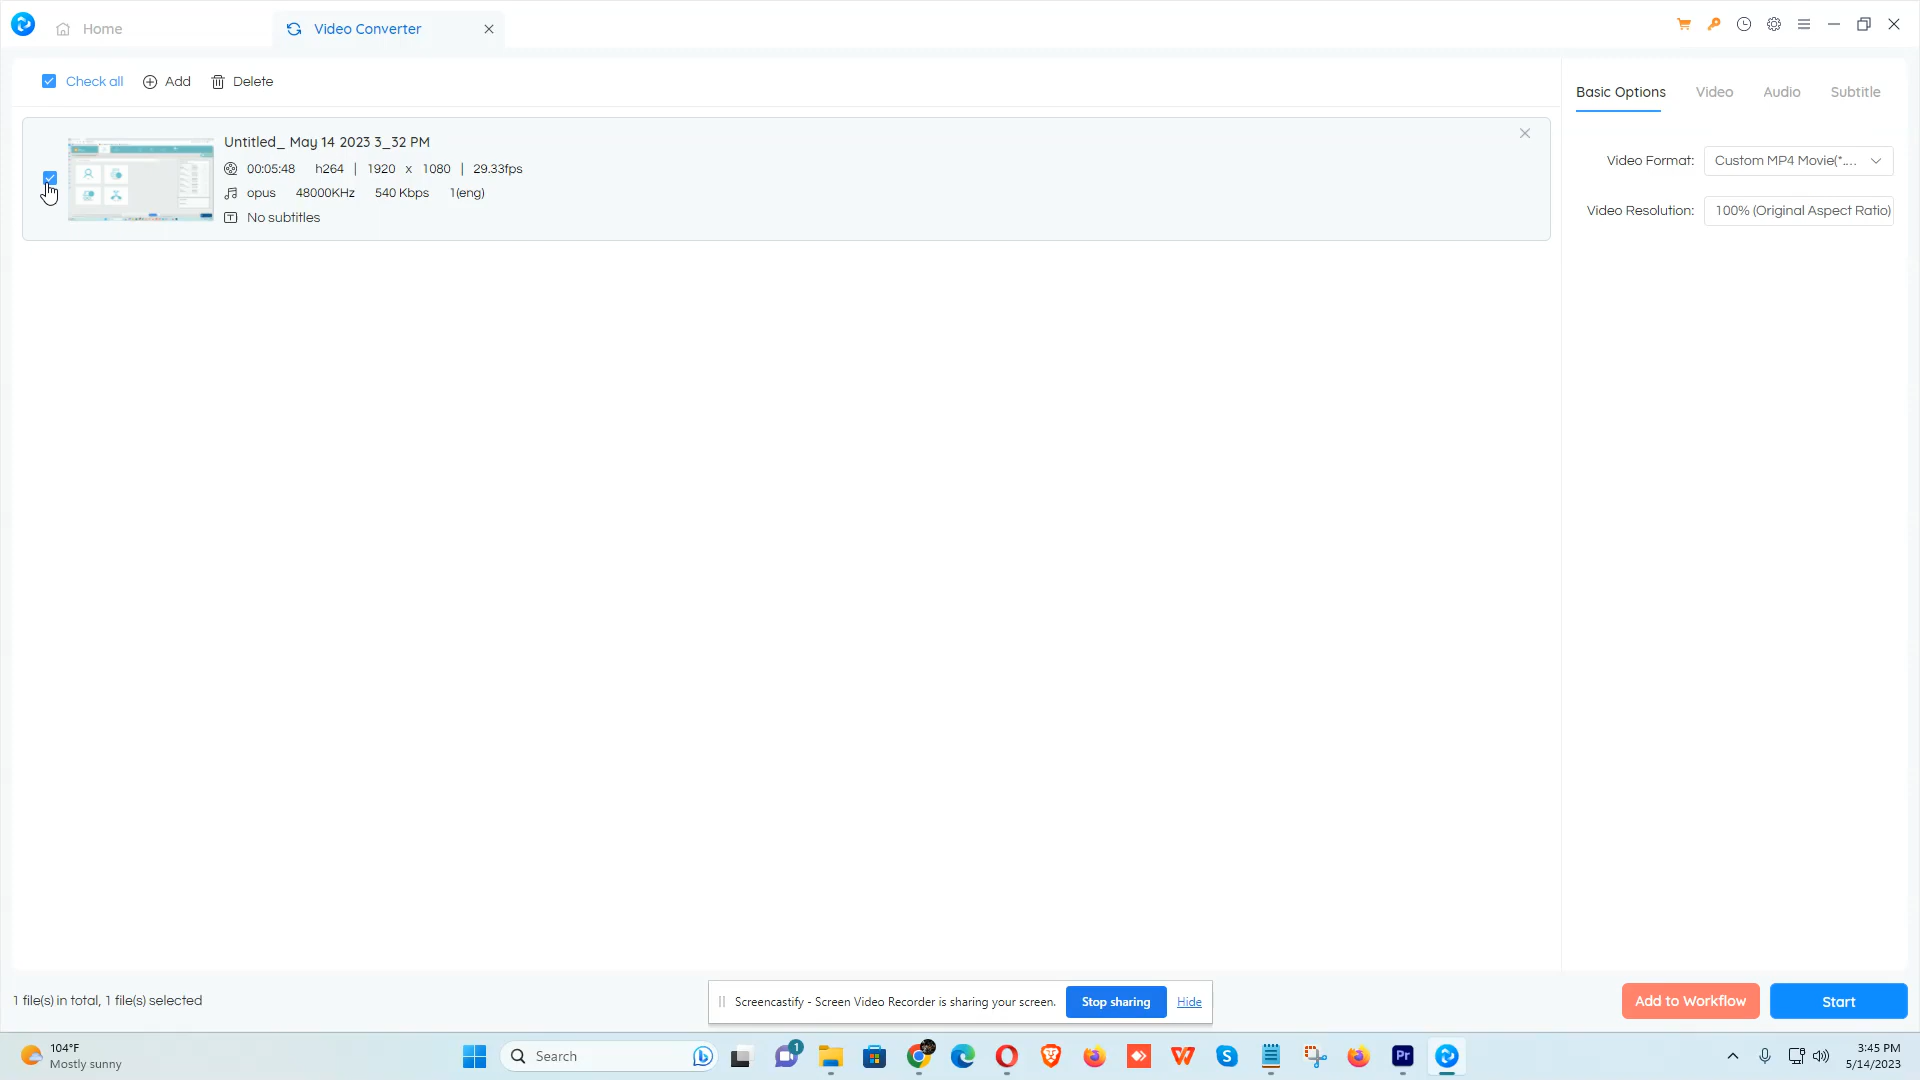 Home
Video Converter
Check all
Add
Delete
Untitled_ May 14 2023 3_32 PM
00:05:48 h264 | 1920 x 1080 | 29.33fps
opus 48000KHz 540 Kbps 1(eng)
No subtitles
Basic Options Video Audio Subtitle
Video Format: Custom MP4 Movie(*....
Video Resolution: 100% (Original Aspect Ratio)
1 file(s) in total, 1 file(s) selected
Screencastify - Screen Video Recorder is sharing your screen.
Stop sharing
Hide
Add to Workflow
Start
104°F
Mostly sunny
Search
1
Pr
3:45 PM
5/14/2023